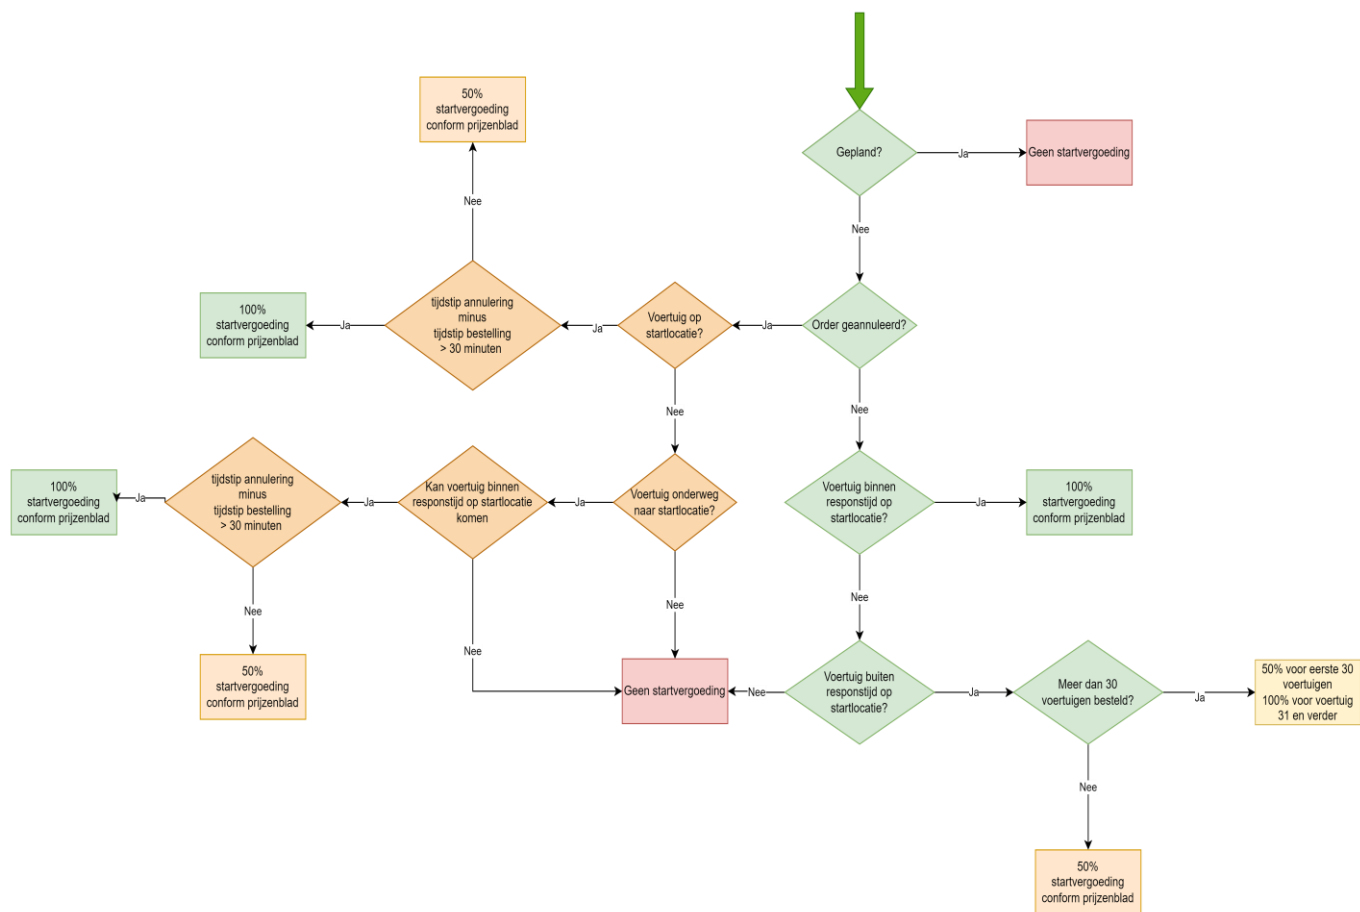 50%
startvergoeding
conform prijzenblad
Gepland?
Ja
Geen startvergoeding
Nee
Nee
100%
startvergoeding
conform prijzenblad
Ja
tijdstip annulering
minus
tijdstip bestelling
> 30 minuten
Ja
Voertuig op
startlocatie?
Ja
Order geannuleerd?
Nee
Nee
100%
startvergoeding
conform prijzenblad
Ja
tijdstip annulering
minus
tijdstip bestelling
> 30 minuten
Ja
Kan voertuig binnen
responstijd op startlocatie
komen
Ja
Voertuig onderweg
naar startlocatie?
Voertuig binnen
responstijd op
startlocatie?
Ja
100%
startvergoeding
conform prijzenblad
Nee
Nee
Nee
Nee
50%
startvergoeding
conform prijzenblad
Geen startvergoeding
Nee
Voertuig buiten
responstijd op
startlocatie?
Ja
Meer dan 30
voertuigen besteld?
Ja
50% voor eerste 30
voertuigen
100% voor voertuig
31 en verder
Nee
50%
startvergoeding
conform prijzenblad